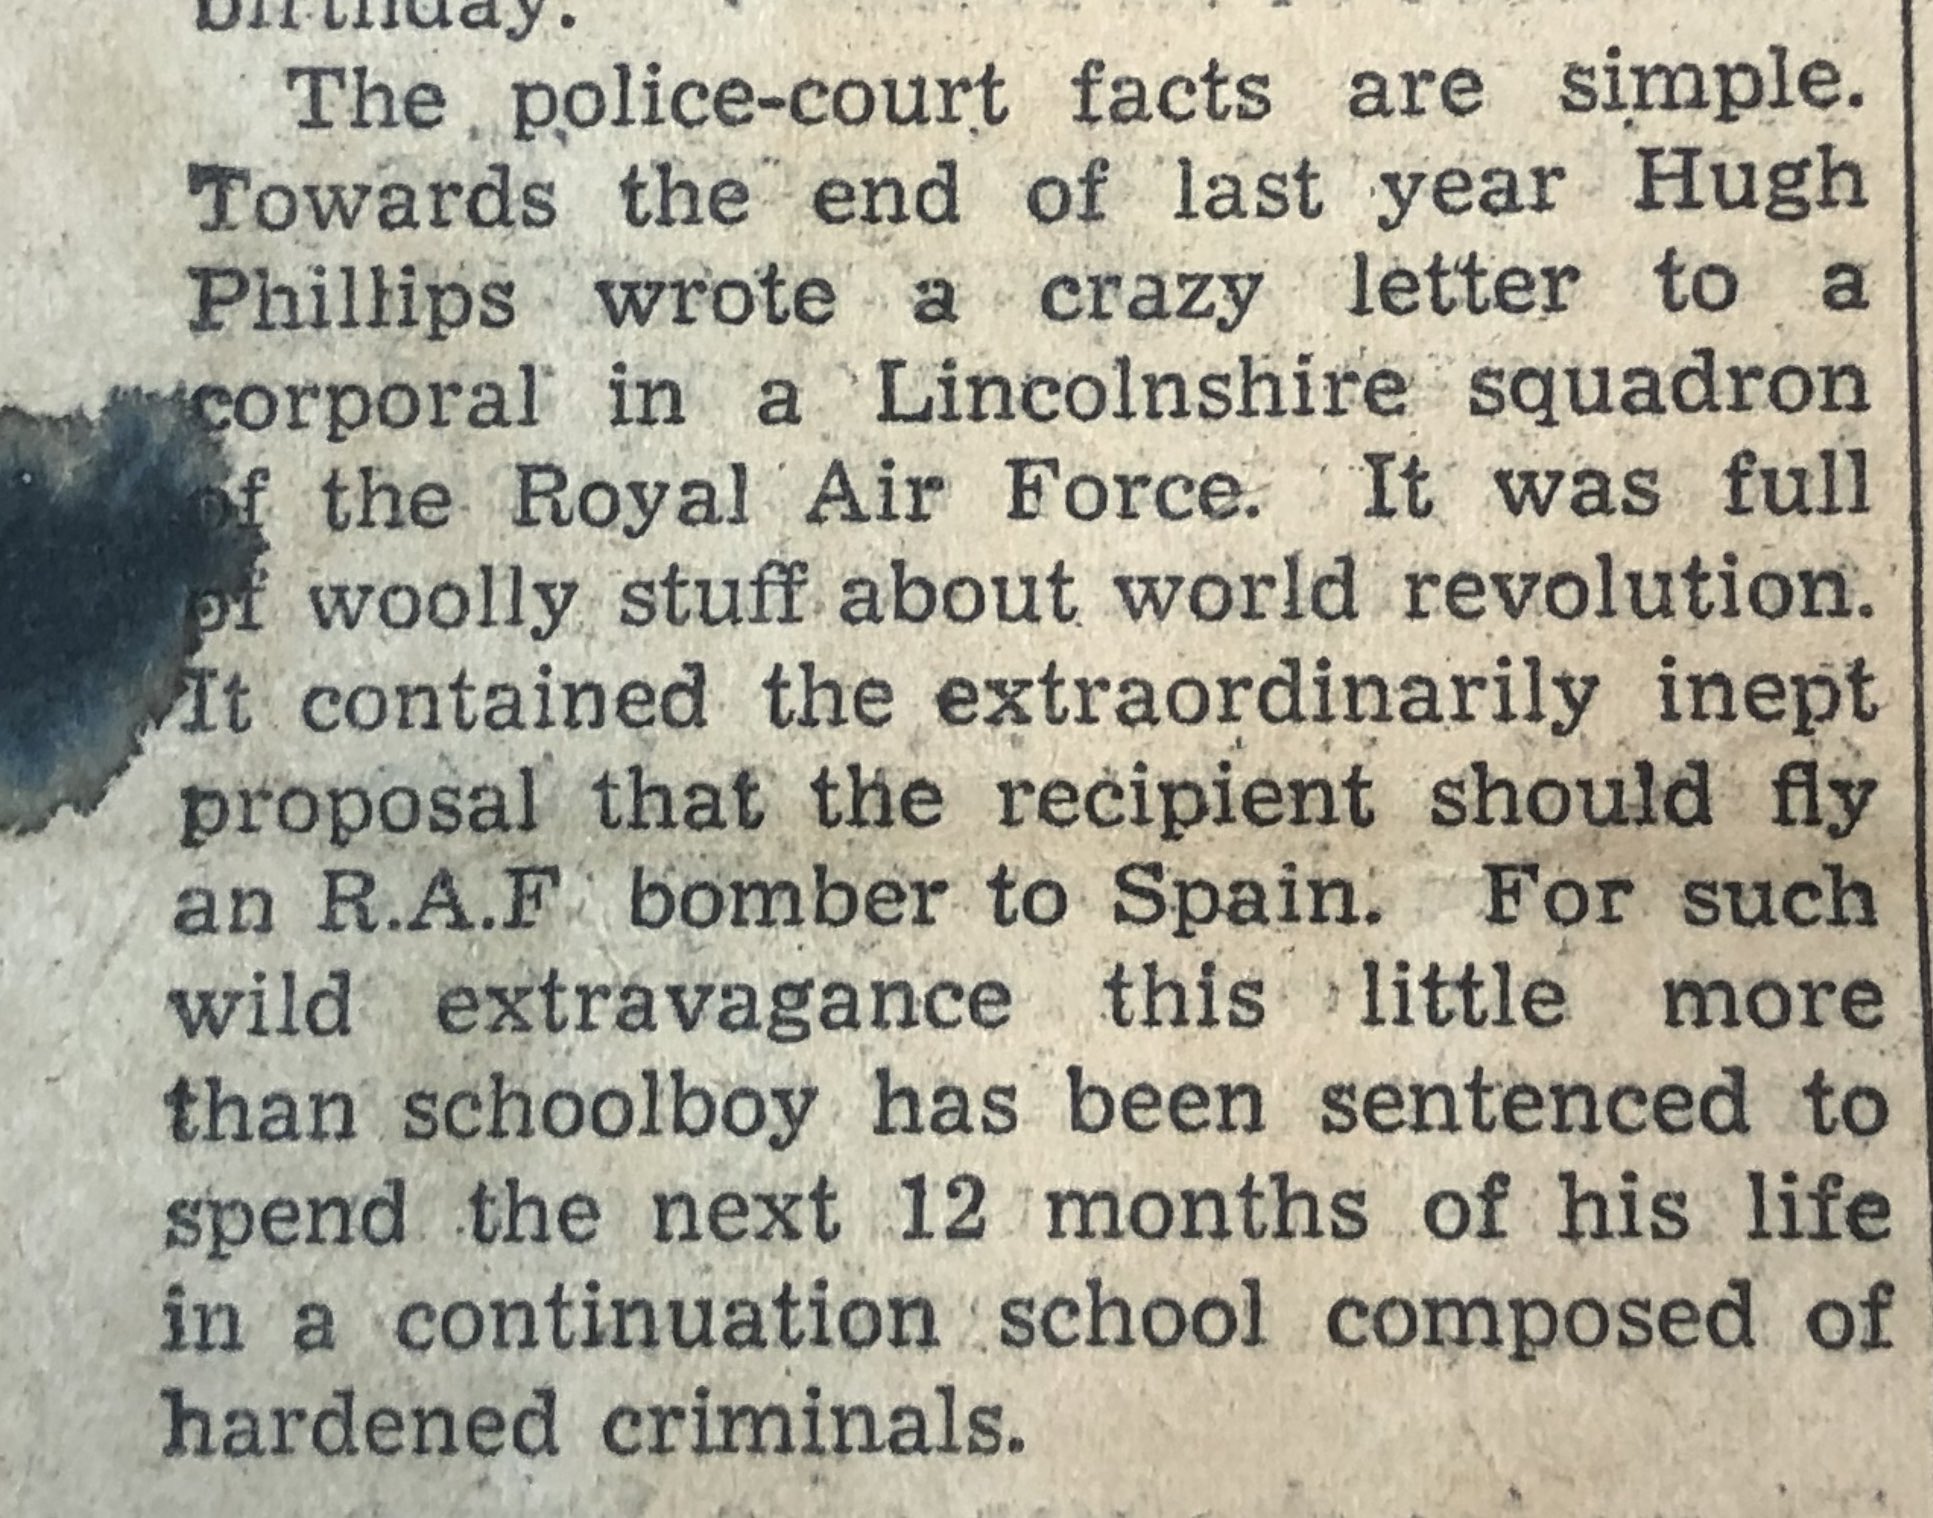 birthday.
The police-court facts are simple.
Towards the end of last year Hugh
Phillips wrote a crazy letter to a
corporal in a Lincolnshire squadron
of the Royal Air Force. It was full
of woolly stuff about world revolution.
It contained the extraordinarily inept
proposal that the recipient should fly
an R.A.F bomber to Spain. For such
wild extravagance this little more
than schoolboy has been sentenced to
spend the next 12 months of his life
in a continuation school composed of
hardened criminals.